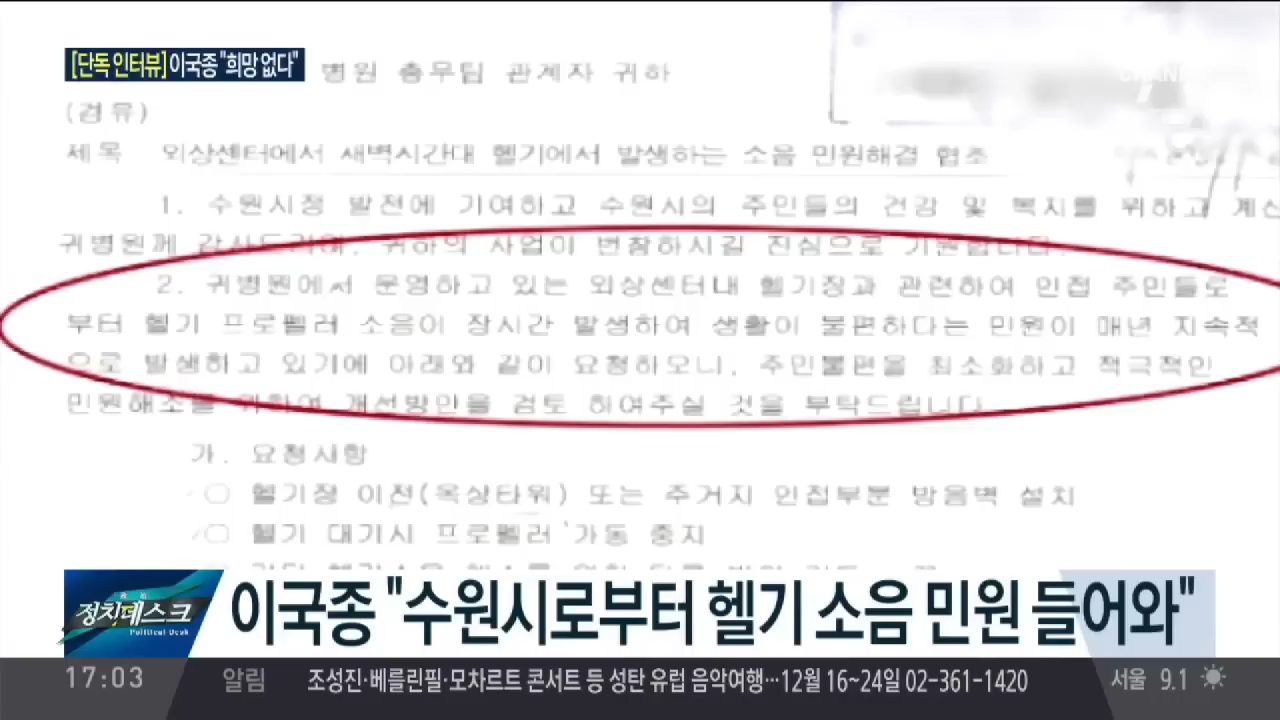 [단독 인터뷰] 이국종 "희망 없다"
병원 총무팀 관계자 귀하
(경유)
제목 외상센터에서 새벽시간대 헬기에서 발생하는 소음 민원해결 협조
1. 수원시정 발전에 기여하고 수원시의 주민들의 건강 및 복지를 위하고 계신
귀병원께 감사드리며, 귀하의 사업이 번창하시길 진심으로 기원합니다.
2. 귀병원에서 운영하고 있는 외상센터내 헬기장과 관련하여 인접 주민들로
부터 헬기 프로펠러 소음이 장시간 발생하여 생활이 불편하다는 민원이 매년 지속적
으로 발생하고 있기에 아래와 같이 요청하오니, 주민불편을 최소화하고 적극적인
민원해소를 위하여 개선방안을 검토 하여주실 것을 부탁드립니다.
가. 요청사항
○ 헬기장 이전(옥상타워) 또는 주거지 인접부분 방음벽 설치
○ 헬기 대기시 프로펠러 가동 중지
정치데스크
Political Desk
이국종 "수원시로부터 헬기 소음 민원 들어와"
17:03 알림 조성진·베를린필·모차르트 콘서트 등 성탄 유럽 음악여행…12월 16~24일 02-361-1420 서울 9.1